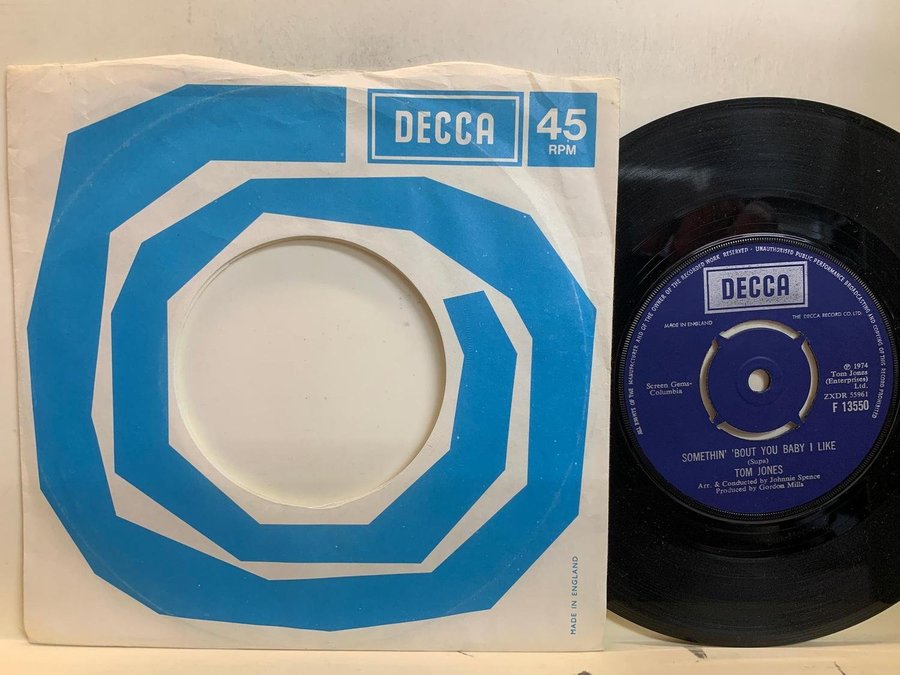 DECCA
45
RPM
MADE IN ENGLAND
ALL RIGHTS OF THE MANUFACTURER AND OF THE OWNER OF THE RECORDED WORK RESERVED - UNAUTHORISED PUBLIC PERFORMANCE BROADCASTING AND COPYING OF THIS RECORD PROHIBITED
DECCA
MADE IN ENGLAND
THE DECCA RECORD CO. LTD.
Screen Gems-
Columbia
℗ 1974
Tom Jones
(Enterprises)
Ltd.
ZXDR 55961
F 13550
SOMETHIN' 'BOUT YOU BABY I LIKE
(Supa)
TOM JONES
Arr. & Conducted by Johnnie Spence
Produced by Gordon Mills